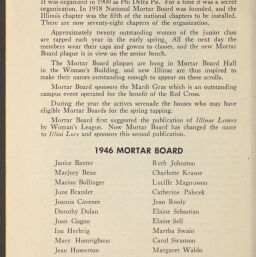 It was organized in 1900 as Phi Delta Psi. For a time it was a secret
organization. In 1918 National Mortar Board was founded, and the
Illinois chapter was the fifth of the national chapters to be installed.
There are now seventy-eight chapters of the organization.
Approximately twenty outstanding women of the junior class
are tapped each year in the early spring. All the next day the
members wear their caps and gowns to classes, and the new Mortar
Board plaque is in view on the senior bench.
The Mortar Board plaques are hung in Mortar Board Hall
in the Woman's Building, and new Illinae are thus inspired to
make their names outstanding enough to appear on these scrolls.
Mortar Board sponsors the Mardi Gras which is an outstanding
campus event operated for the benefit of the Red Cross.
During the year the actives serenade the houses who may have
eligible Mortar Boards for the spring tapping.
Mortar Board first suggested the publication of Illinae Lemes
by Woman's League. Now Mortar Board has changed the name
to Illini Lore and sponsors this second publication.
1946 MORTAR BOARD
Janice Baxter Ruth Johnston
Marjory Bean Charlotte Krause
Marion Bollinger Lucille Magnusson
June Bramlet Catherine Palecek
Joanna Cavenee Jean Reedy
Dorothy Dolan Elaine Sebastian
Joan Gagan Elaine Sell
Ina Herbrig Martha Swain
Mary Homrighous Carol Swanson
Jean Howerton Margaret Waldo